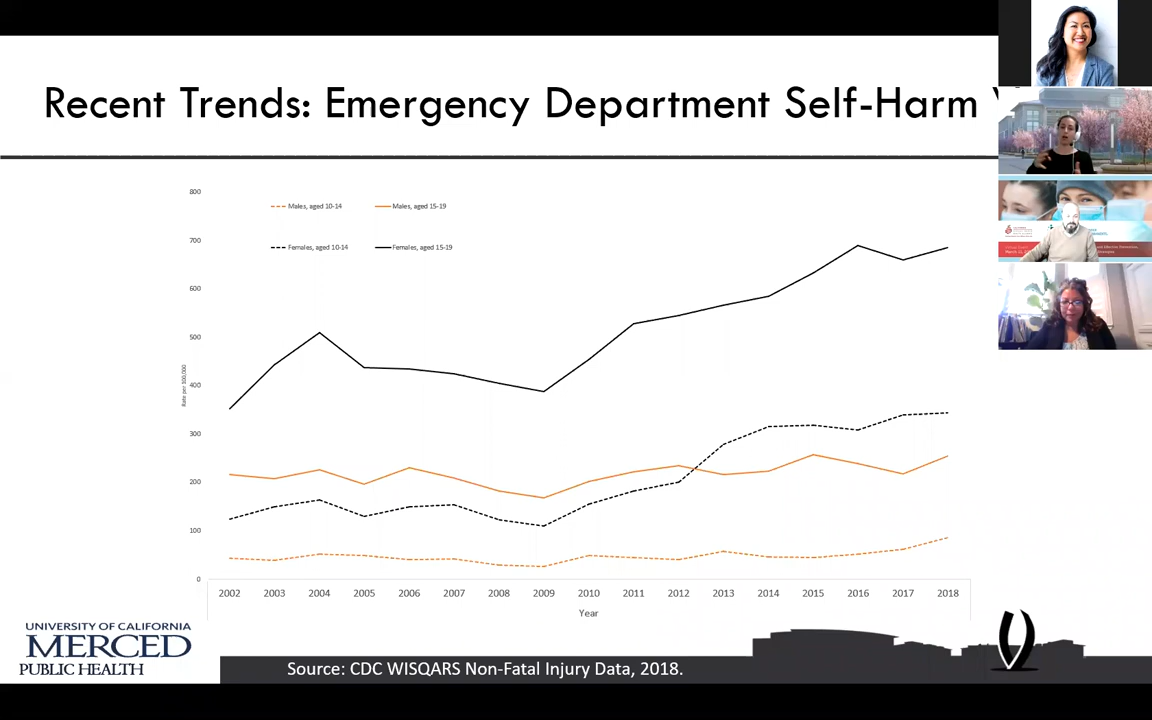 Recent Trends: Emergency Department Self-Harm
800
700
600
500
400
300
200
100
0
Rate per 100,000
Males, aged 10-14
Males, aged 15-19
Females, aged 10-14
Females, aged 15-19
2002 2003 2004 2005 2006 2007 2008 2009 2010 2011 2012 2013 2014 2015 2016 2017 2018
Year
UNIVERSITY OF CALIFORNIA
MERCED
PUBLIC HEALTH
Source: CDC WISQARS Non-Fatal Injury Data, 2018.